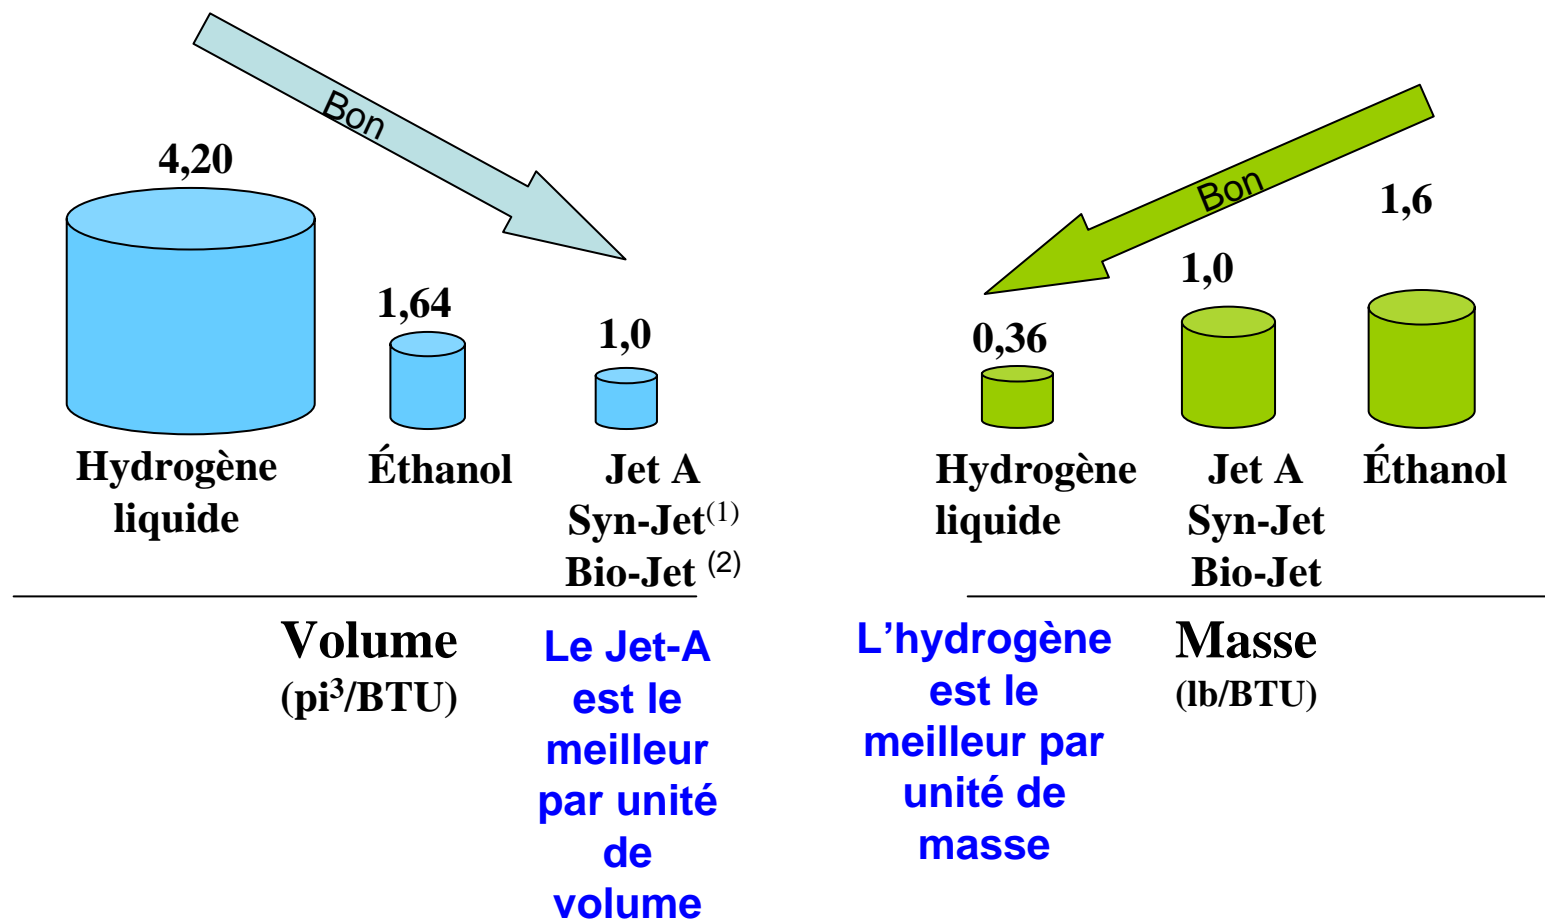 Bon
4,20
1,64
1,0
Hydrogène
liquide
Éthanol
Jet A
Syn-Jet(1)
Bio-Jet (2)
Volume
(pi³/BTU)
Le Jet-A
est le
meilleur
par unité
de
volume
Bon
0,36
1,0
1,6
Hydrogène
liquide
Jet A
Syn-Jet
Bio-Jet
Éthanol
L’hydrogène
est le
meilleur par
unité de
masse
Masse
(lb/BTU)